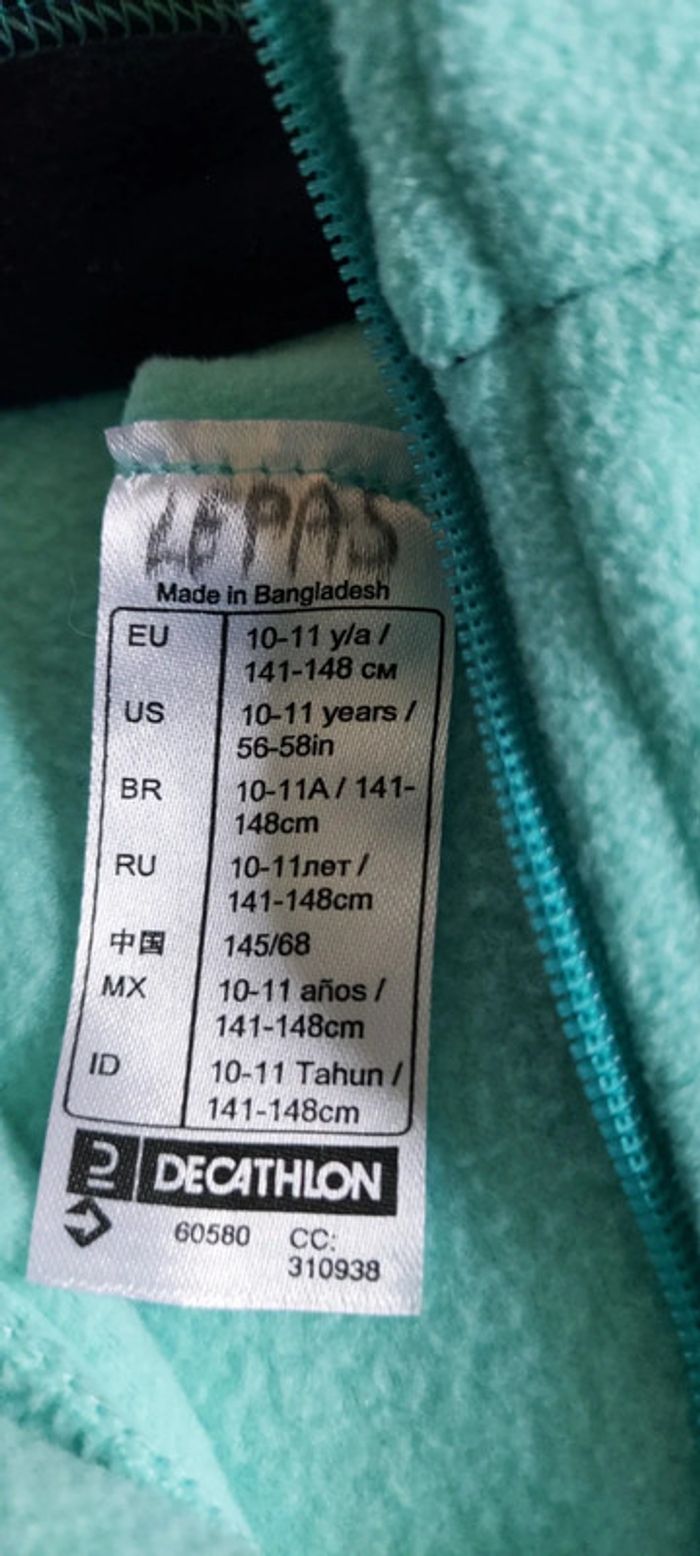 LEPAS
Made in Bangladesh
EU 10-11 y/a /
141-148 см
US 10-11 years /
56-58in
BR 10-11A / 141-
148cm
RU 10-11лет /
141-148cm
中国 145/68
MX 10-11 años /
141-148cm
ID 10-11 Tahun /
141-148cm
DECATHLON
60580 CC:
310938